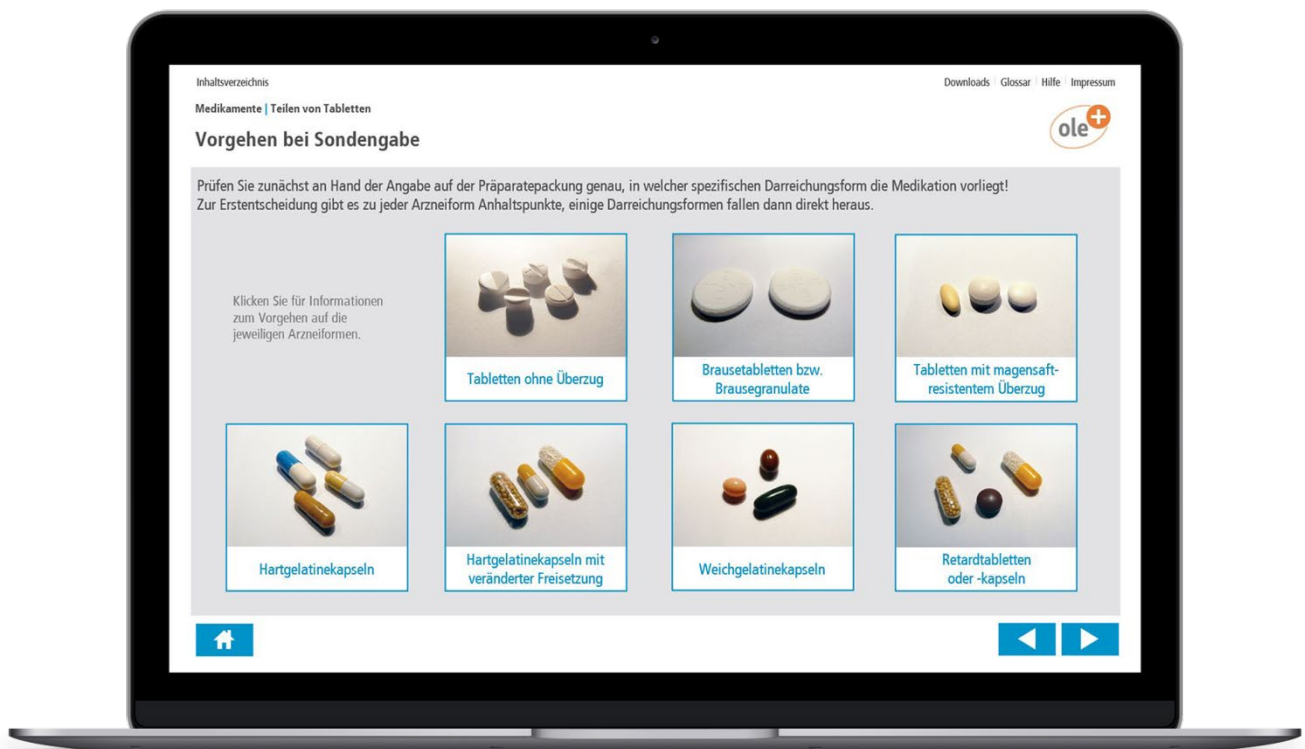 Inhaltsverzeichnis
Downloads Glossar Hilfe Impressum
Medikamente | Teilen von Tabletten
Vorgehen bei Sondengabe
ole+
Prüfen Sie zunächst an Hand der Angabe auf der Präparatepackung genau, in welcher spezifischen Darreichungsform die Medikation vorliegt!
Zur Erstentscheidung gibt es zu jeder Arzneiform Anhaltspunkte, einige Darreichungsformen fallen dann direkt heraus.
Klicken Sie für Informationen
zum Vorgehen auf die
jeweiligen Arzneiformen.
Tabletten ohne Überzug
Brausetabletten bzw.
Brausegranulate
Tabletten mit magensaft-
resistentem Überzug
Hartgelatinekapseln
Hartgelatinekapseln mit
veränderter Freisetzung
Weichgelatinekapseln
Retardtabletten
oder -kapseln